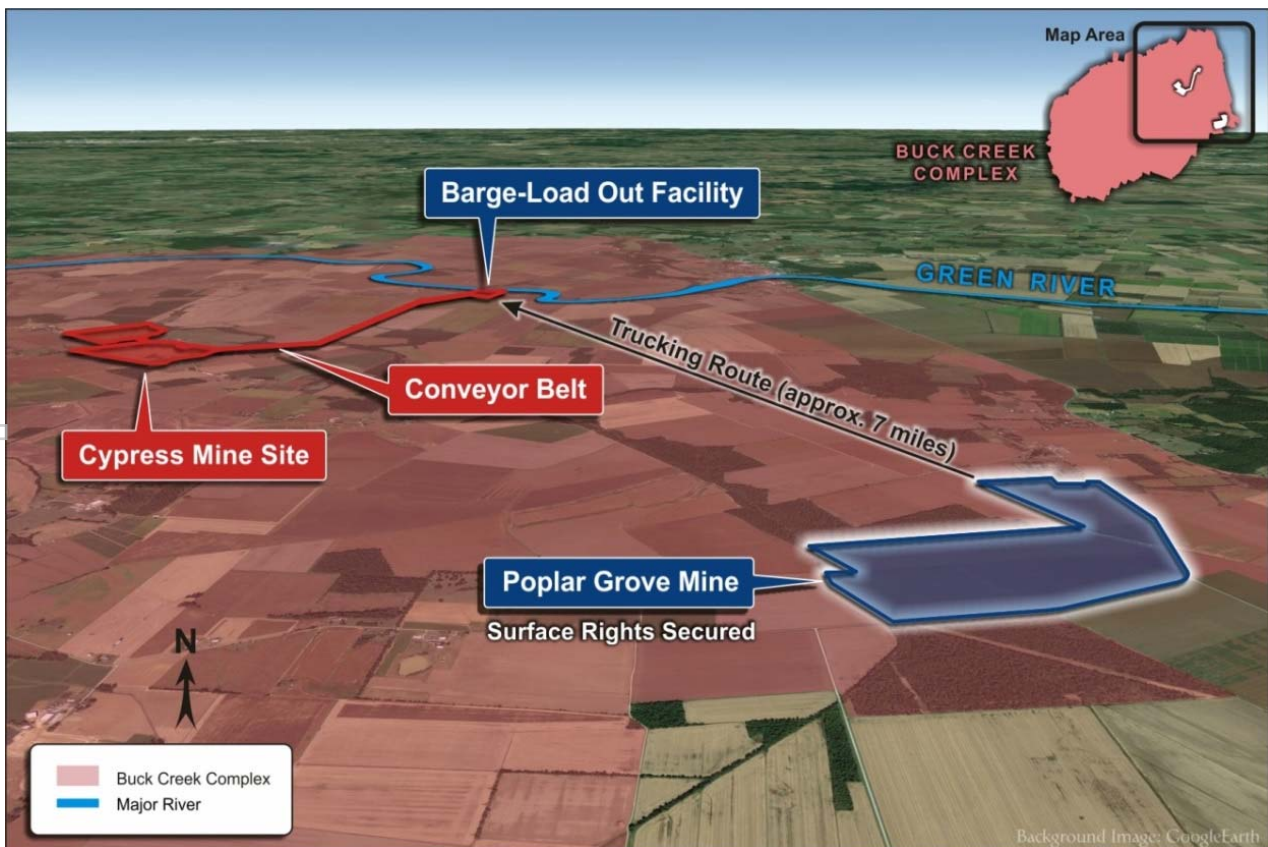 Map Area
BUCK CREEK
COMPLEX
Barge-Load Out Facility
GREEN RIVER
Trucking Route (approx. 7 miles)
Conveyor Belt
Cypress Mine Site
Poplar Grove Mine
Surface Rights Secured
N
Buck Creek Complex
Major River
Background Image: GoogleEarth